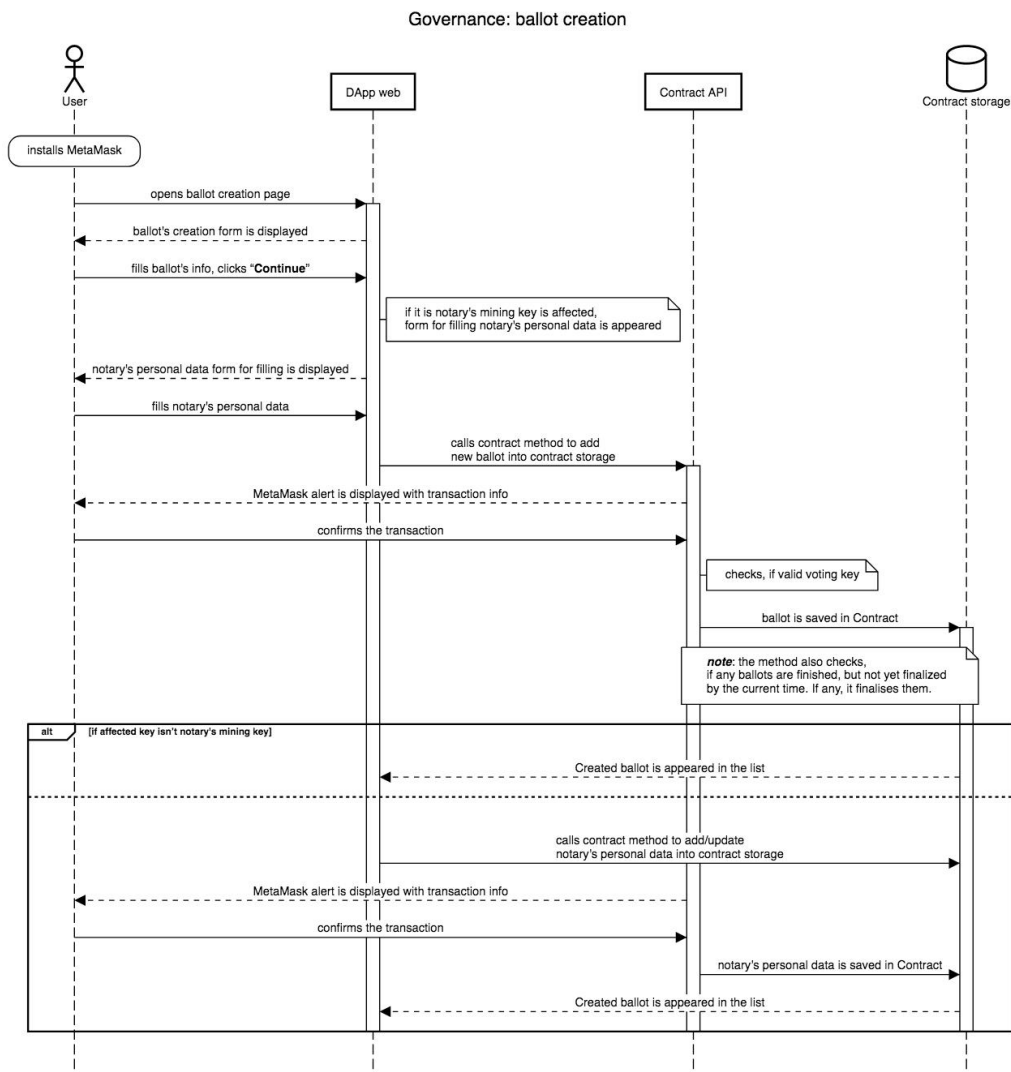 Governance: ballot creation
User
DApp web
Contract API
Contract storage
installs MetaMask
opens ballot creation page
ballot's creation form is displayed
fills ballot's info, clicks “Continue”
if it is notary's mining key is affected,
form for filling notary's personal data is appeared
notary's personal data form for filling is displayed
fills notary's personal data
calls contract method to add
new ballot into contract storage
MetaMask alert is displayed with transaction info
confirms the transaction
checks, if valid voting key
ballot is saved in Contract
note: the method also checks,
if any ballots are finished, but not yet finalized
by the current time. If any, it finalises them.
alt [if affected key isn't notary's mining key]
Created ballot is appeared in the list
calls contract method to add/update
notary's personal data into contract storage
MetaMask alert is displayed with transaction info
confirms the transaction
notary's personal data is saved in Contract
Created ballot is appeared in the list